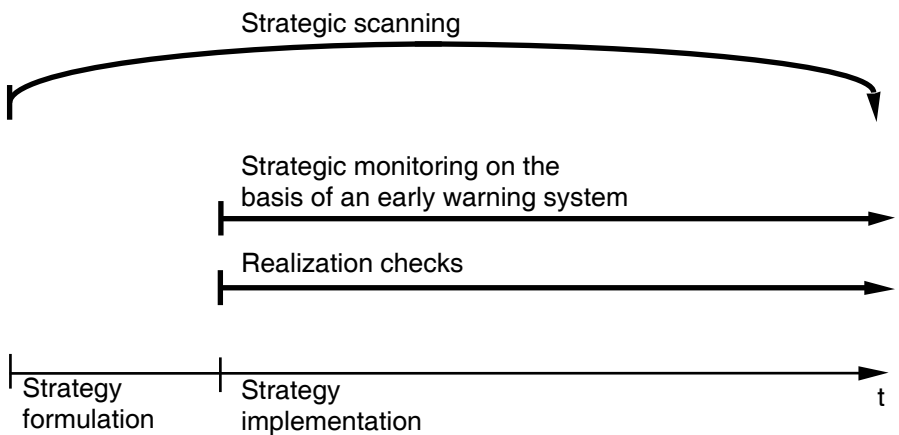 Strategic scanning
Strategic monitoring on the
basis of an early warning system
Realization checks
Strategy
formulation
Strategy
implementation
t